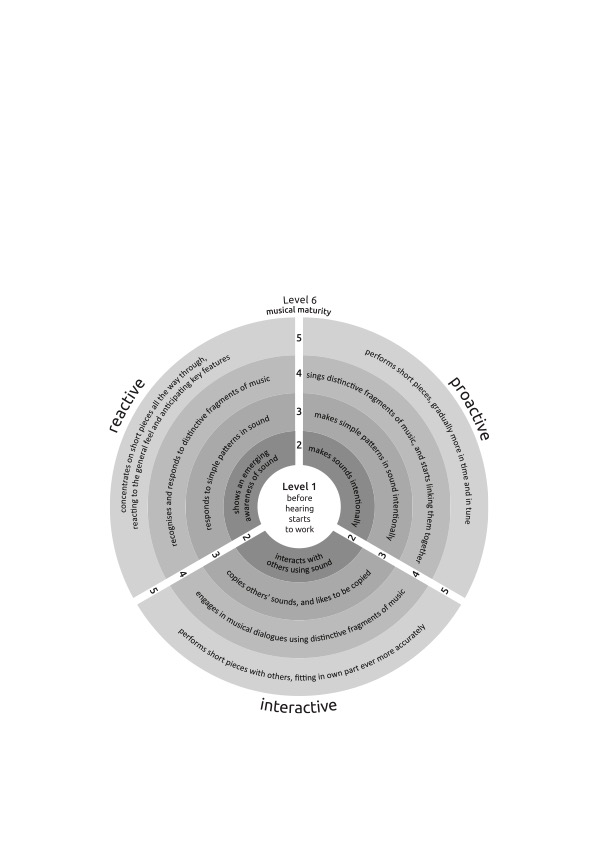 Level 6
musical maturity
reactive
proactive
interactive
5
4
3
2
concentrates on short pieces all the way through,
reacting to the general feel and anticipating key features
recognises and responds to distinctive fragments of music
responds to simple patterns in sound
shows an emerging
awareness of sound
performs short pieces, gradually more in time and in tune
sings distinctive fragments of music, and starts linking them together
makes simple patterns in sound intentionally
makes sounds intentionally
Level 1
before
hearing
starts
to work
2
3
4
5
2
3
4
5
interacts with
others using sound
copies others' sounds, and likes to be copied
engages in musical dialogues using distinctive fragments of music
performs short pieces with others, fitting in own part ever more accurately